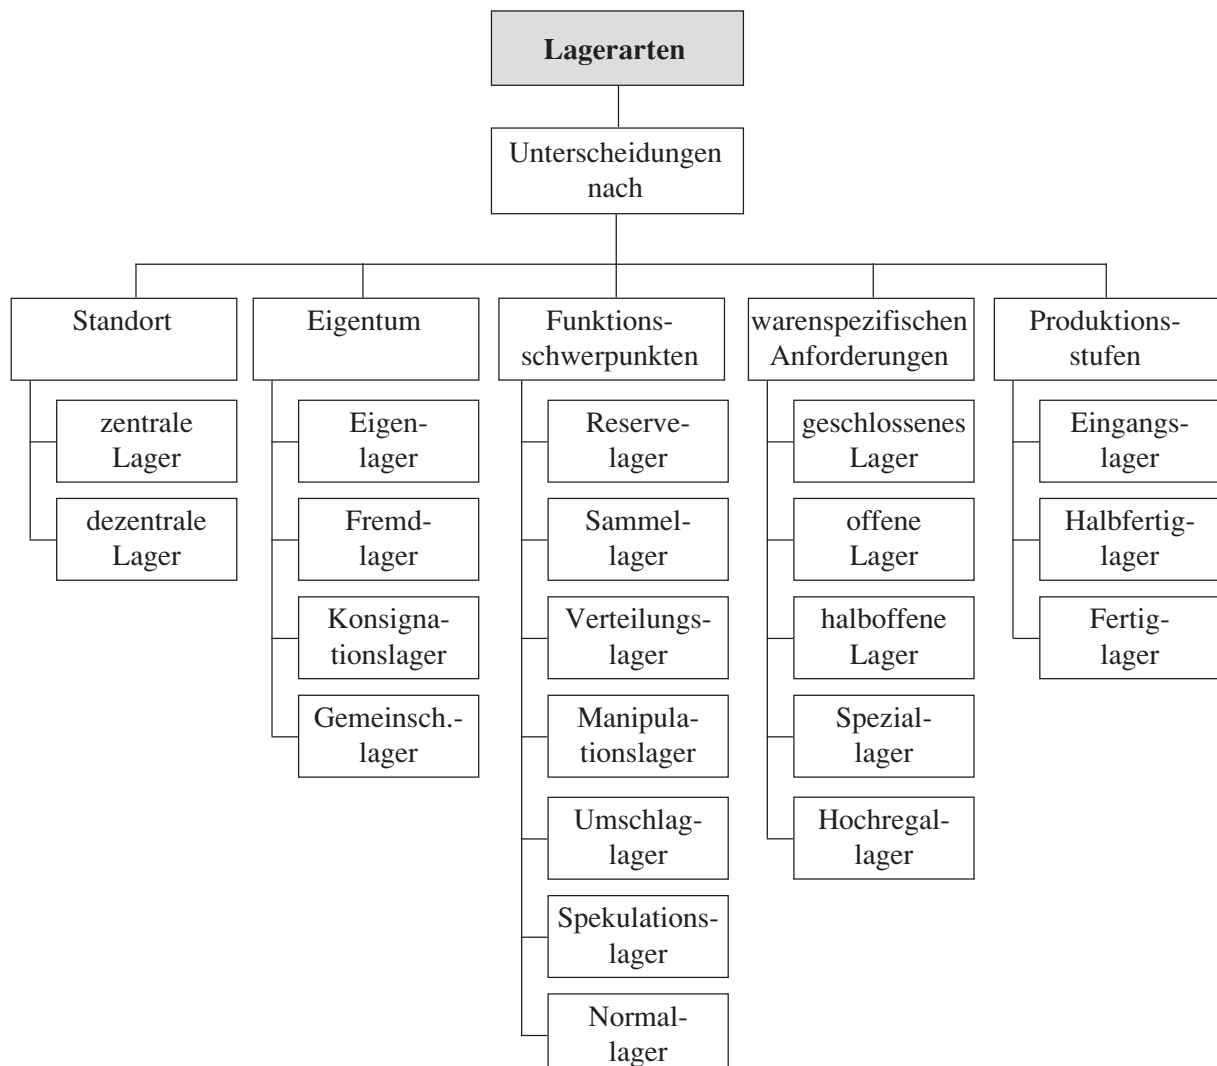 Lagerarten
Unterscheidungen
nach
Standort
zentrale
Lager
dezentrale
Lager
Eigentum
Eigen-
lager
Fremd-
lager
Konsigna-
tionslager
Gemeinsch.-
lager
Funktions-
schwerpunkten
Reserve-
lager
Sammel-
lager
Verteilungs-
lager
Manipula-
tionslager
Umschlag-
lager
Spekulations-
lager
Normal-
lager
warenspezifischen
Anforderungen
geschlossenes
Lager
offene
Lager
halboffene
Lager
Spezial-
lager
Hochregal-
lager
Produktions-
stufen
Eingangs-
lager
Halbfertig-
lager
Fertig-
lager